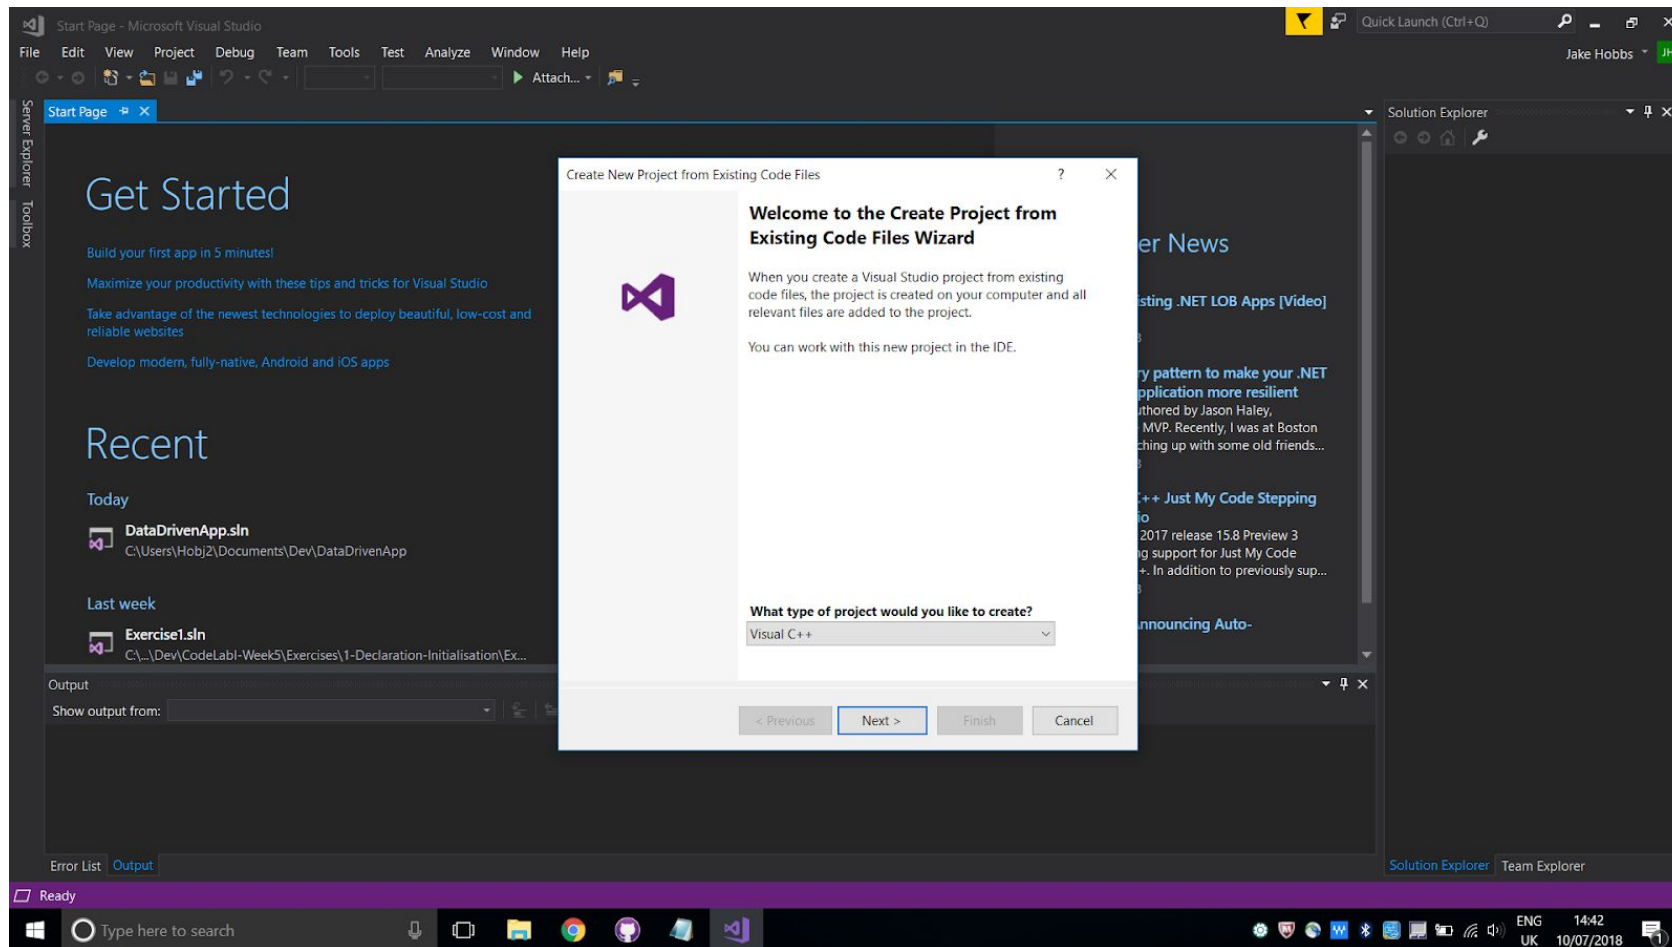 Start Page - Microsoft Visual Studio
Quick Launch (Ctrl+Q)
File Edit View Project Debug Team Tools Test Analyze Window Help
Jake Hobbs
JH
Attach...
Server Explorer
Toolbox
Start Page
Get Started
Build your first app in 5 minutes!
Maximize your productivity with these tips and tricks for Visual Studio
Take advantage of the newest technologies to deploy beautiful, low-cost and
reliable websites
Develop modern, fully-native, Android and iOS apps
Recent
Today
DataDrivenApp.sln
C:\Users\Hobj2\Documents\Dev\DataDrivenApp
Last week
Exercise1.sln
C:\...\Dev\CodeLabI-Week5\Exercises\1-Declaration-Initialisation\Ex...
Create New Project from Existing Code Files
?
Welcome to the Create Project from
Existing Code Files Wizard
When you create a Visual Studio project from existing
code files, the project is created on your computer and all
relevant files are added to the project.
You can work with this new project in the IDE.
What type of project would you like to create?
Visual C++
< Previous Next > Finish Cancel
er News
isting .NET LOB Apps [Video]
ry pattern to make your .NET
pplication more resilient
uthored by Jason Haley,
MVP. Recently, I was at Boston
ching up with some old friends...
++ Just My Code Stepping
io
2017 release 15.8 Preview 3
ng support for Just My Code
+. In addition to previously sup...
nnouncing Auto-
Solution Explorer
Output
Show output from:
Error List Output
Solution Explorer Team Explorer
Ready
Type here to search
ENG
UK
14:42
10/07/2018
1